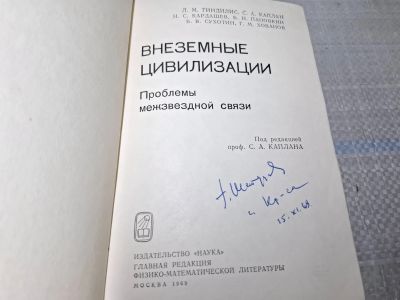 Л. М. ГИНДИЛИС, С. А. КАПЛАН,
Н. С. КАРДАШЕВ, Б. Н. ПАНОВКИН,
Б. В. СУХОТИН, Г. М. ХОВАНОВ
ВНЕЗЕМНЫЕ
ЦИВИЛИЗАЦИИ
Проблемы
межзвездной связи
Под редакцией
проф. С. А. КАПЛАНА
15.XI.69
ИЗДАТЕЛЬСТВО «НАУКА»
ГЛАВНАЯ РЕДАКЦИЯ
ФИЗИКО-МАТЕМАТИЧЕСКОЙ ЛИТЕРАТУРЫ
МОСКВА 1969